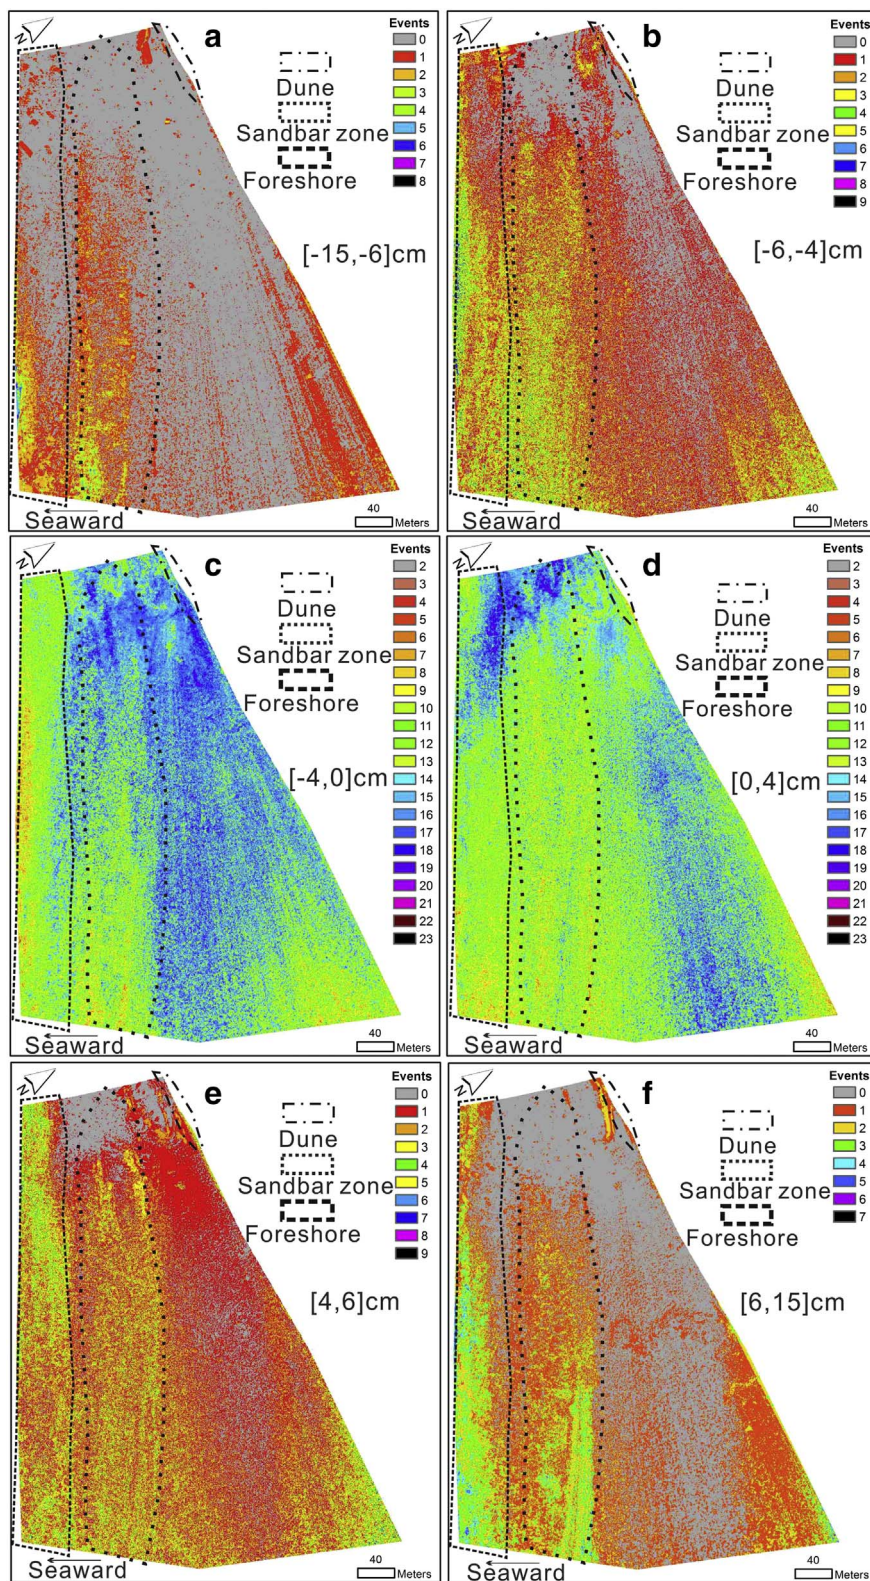 N
a
Events
0
1
2
3
4
5
6
7
8
Dune
Sandbar zone
Foreshore
[-15,-6]cm
Seaward
40
Meters
N
b
Events
0
1
2
3
4
5
6
7
8
9
Dune
Sandbar zone
Foreshore
[-6,-4]cm
Seaward
40
Meters
N
c
Events
2
3
4
5
6
7
8
9
10
11
12
13
14
15
16
17
18
19
20
21
22
23
Dune
Sandbar zone
Foreshore
[-4,0]cm
Seaward
40
Meters
N
d
Events
2
3
4
5
6
7
8
9
10
11
12
13
14
15
16
17
18
19
20
21
22
23
Dune
Sandbar zone
Foreshore
[0,4]cm
Seaward
40
Meters
N
e
Events
0
1
2
3
4
5
6
7
8
9
Dune
Sandbar zone
Foreshore
[4,6]cm
Seaward
40
Meters
N
f
Events
0
1
2
3
4
5
6
7
Dune
Sandbar zone
Foreshore
[6,15]cm
Seaward
40
Meters